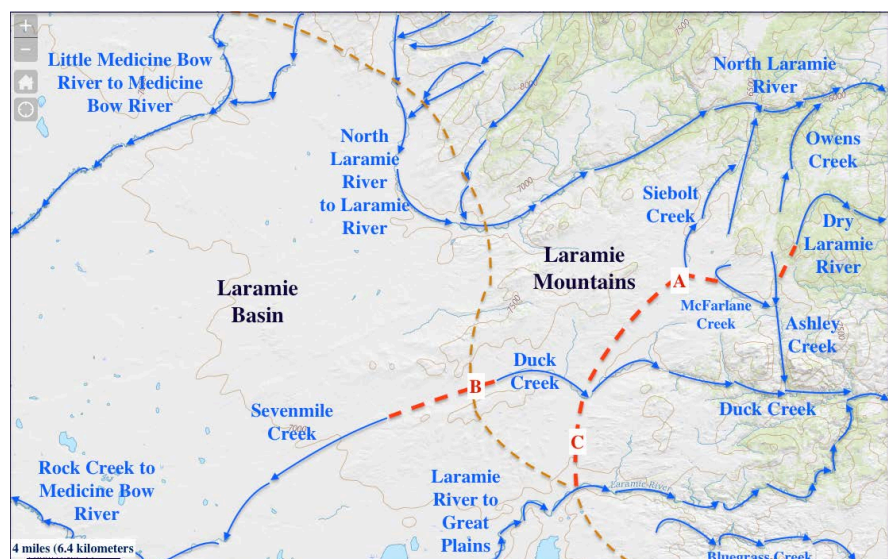 Little Medicine Bow
River to Medicine
Bow River
North
Laramie
River
to Laramie
River
North Laramie
River
Owens
Creek
Siebolt
Creek
Dry
Laramie
River
Laramie
Mountains
Laramie
Basin
A
McFarlane
Creek
Ashley
Creek
Duck
Creek
B
Duck Creek
Sevenmile
Creek
C
Rock Creek to
Medicine Bow
River
Laramie
River to
Great
Plains
Laramie River
Bluegrass Creek
4 miles (6.4 kilometers
7000
7000
7500
8000
6000